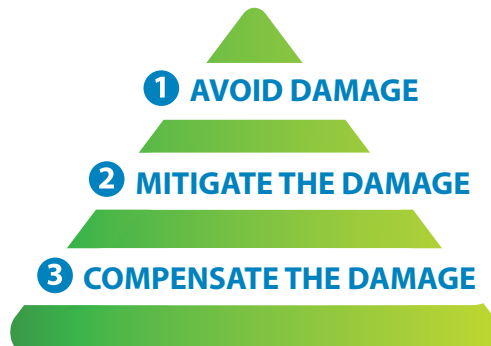 1 AVOID DAMAGE
2 MITIGATE THE DAMAGE
3 COMPENSATE THE DAMAGE